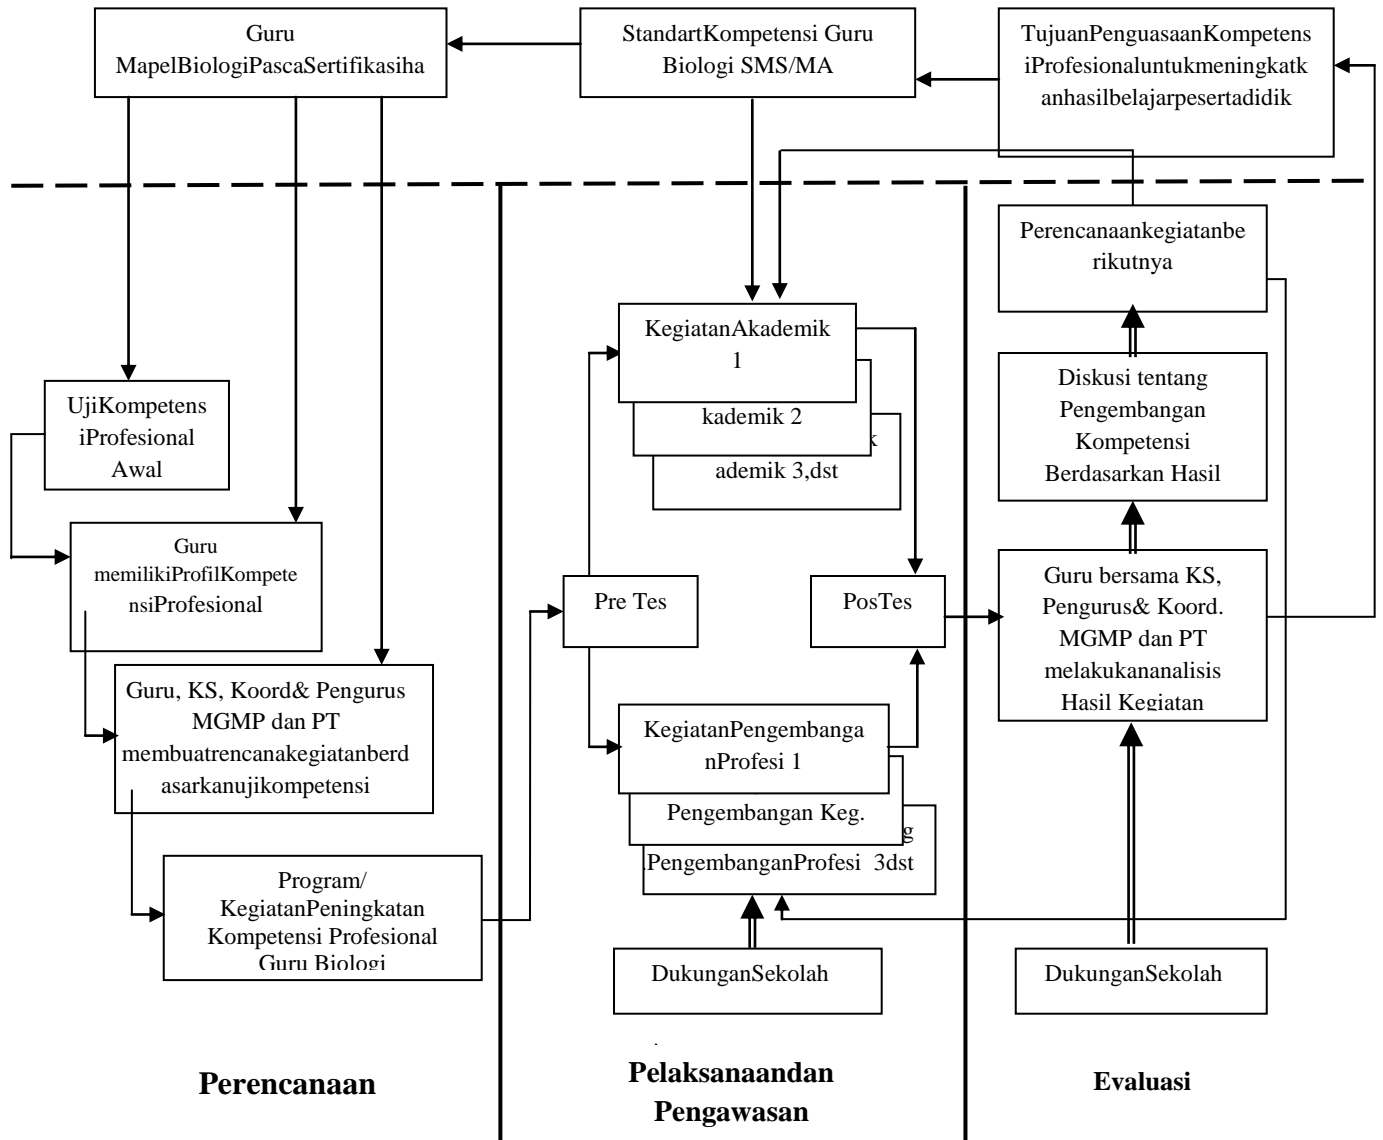 Guru
MapelBiologiPascaSertifikasiha
StandartKompetensi Guru
Biologi SMS/MA
TujuanPenguasaanKompetens
iProfesionaluntukmeningkatk
anhasilbelajarpesertadidik
UjiKompetens
iProfesional
Awal
Guru
memilikiProfilKompete
nsiProfesional
Guru, KS, Koord& Pengurus
MGMP dan PT
membuatrencanakegiatanberd
asarkanujikompetensi
Program/
KegiatanPeningkatan
Kompetensi Profesional
Guru Biologi
Pre Tes
KegiatanAkademik
1
kademik 2
k
ademik 3,dst
PosTes
KegiatanPengembanga
nProfesi 1
Pengembangan Keg.
g
.PengembanganProfesi 3dst
DukunganSekolah
Perencanaankegiatanbe
rikutnya
Diskusi tentang
Pengembangan
Kompetensi
Berdasarkan Hasil
Guru bersama KS,
Pengurus& Koord.
MGMP dan PT
melakukananalisis
Hasil Kegiatan
DukunganSekolah
Perencanaan
Pelaksanaandan
Pengawasan
Evaluasi